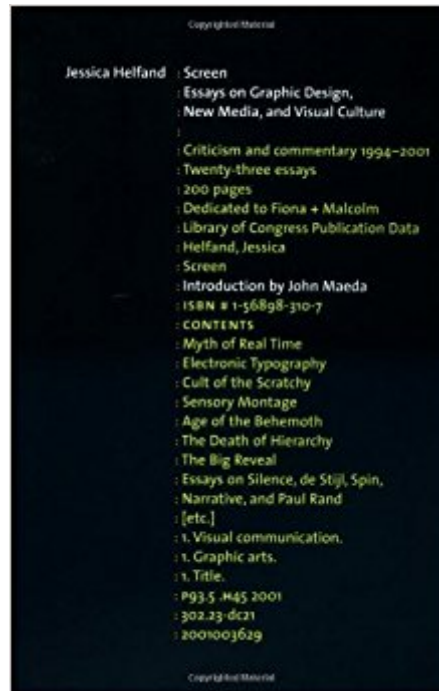 Copyrighted Material
Jessica Helfand : Screen
: Essays on Graphic Design,
: New Media, and Visual Culture
:
: Criticism and commentary 1994–2001
: Twenty-three essays
: 200 pages
: Dedicated to Fiona + Malcolm
: Library of Congress Publication Data
: Helfand, Jessica
: Screen
: Introduction by John Maeda
: ISBN # 1-56898-310-7
: CONTENTS
: Myth of Real Time
: Electronic Typography
: Cult of the Scratchy
: Sensory Montage
: Age of the Behemoth
: The Death of Hierarchy
: The Big Reveal
: Essays on Silence, de Stijl, Spin,
: Narrative, and Paul Rand
: [etc.]
: 1. Visual communication.
: 1. Graphic arts.
: 1. Title.
: P93.5 .H45 2001
: 302.23-dc21
: 2001003629
Copyrighted Material